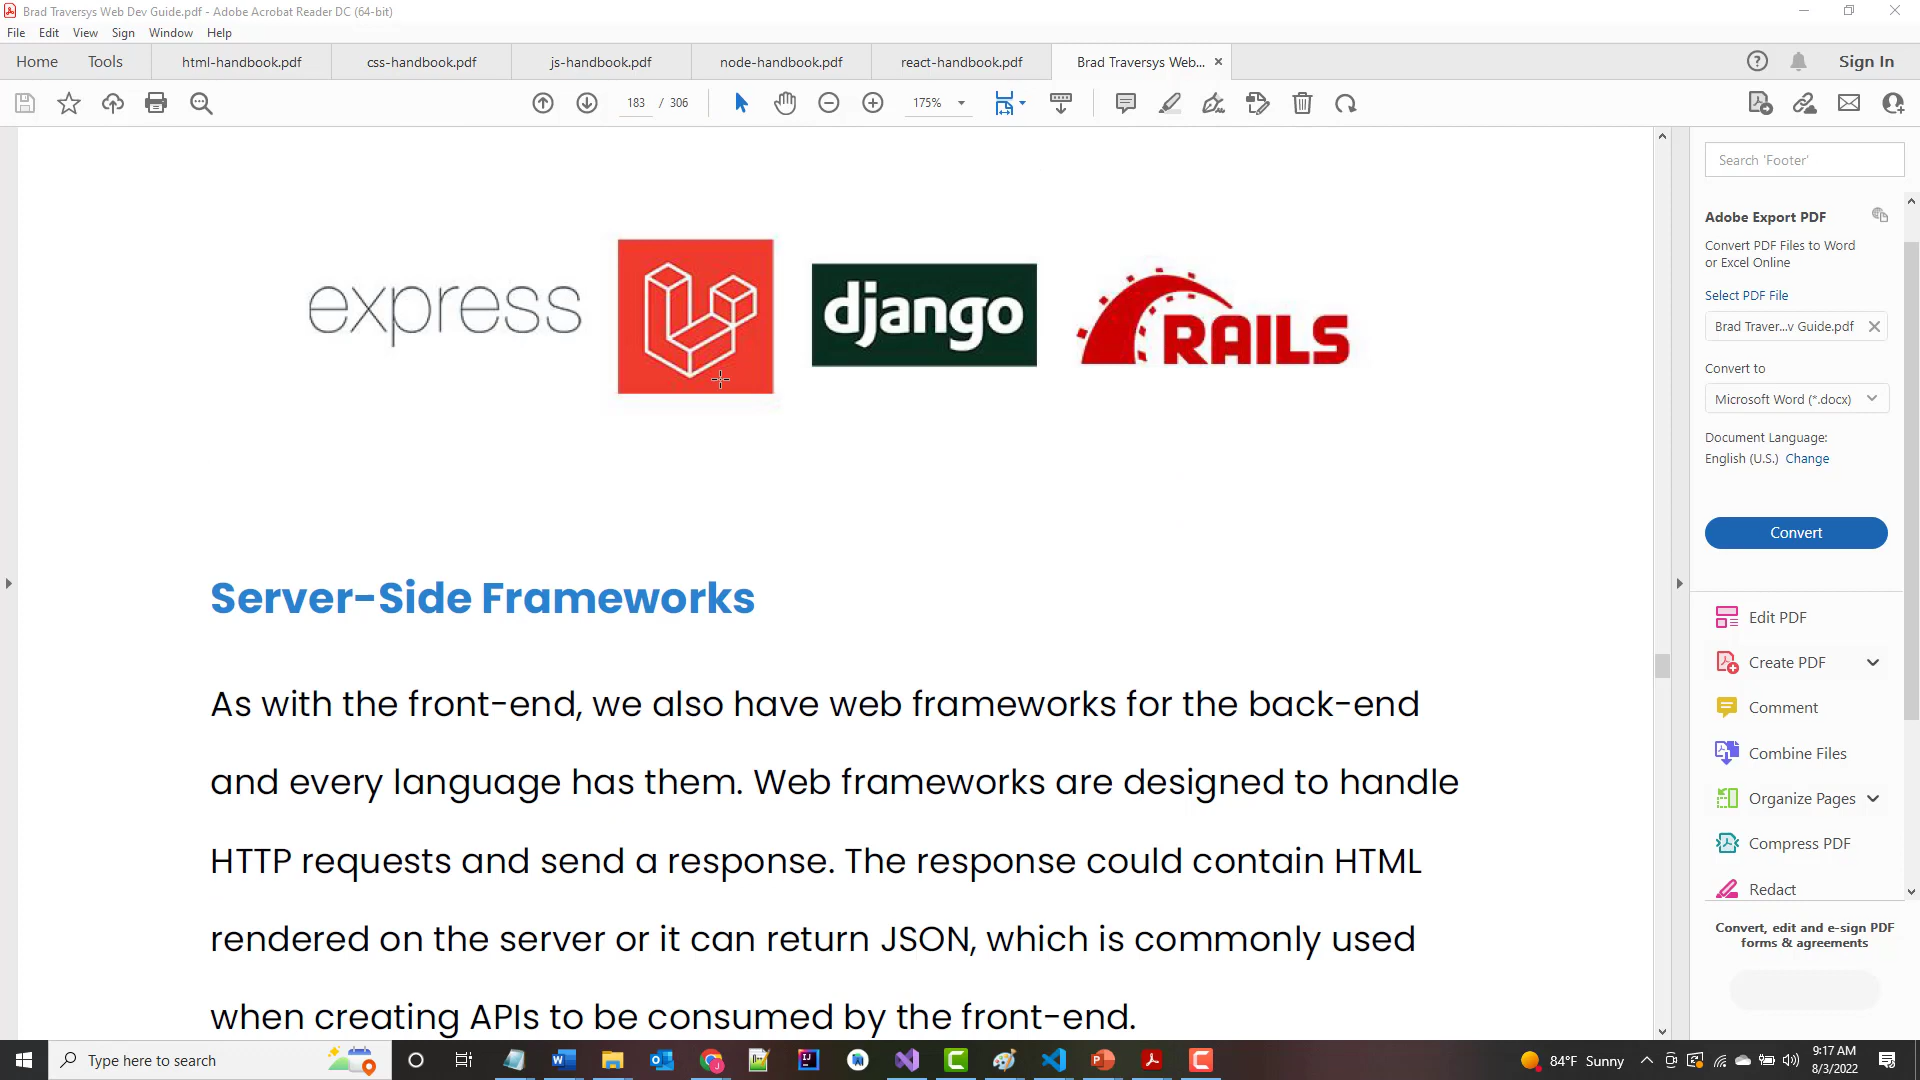 Brad Traversys Web Dev Guide.pdf - Adobe Acrobat Reader DC (64-bit)
File Edit View Sign Window Help
Home Tools html-handbook.pdf css-handbook.pdf js-handbook.pdf node-handbook.pdf react-handbook.pdf Brad Traversys Web... Sign In
183 / 306 175%
express django RAILS
Server-Side Frameworks
As with the front-end, we also have web frameworks for the back-end
and every language has them. Web frameworks are designed to handle
HTTP requests and send a response. The response could contain HTML
rendered on the server or it can return JSON, which is commonly used
when creating APIs to be consumed by the front-end.
Search 'Footer'
Adobe Export PDF
Convert PDF Files to Word
or Excel Online
Select PDF File
Brad Traver...v Guide.pdf
Convert to
Microsoft Word (*.docx)
Document Language:
English (U.S.) Change
Convert
Edit PDF
Create PDF
Comment
Combine Files
Organize Pages
Compress PDF
Redact
Convert, edit and e-sign PDF
forms & agreements
Type here to search
84°F Sunny
9:17 AM
8/3/2022